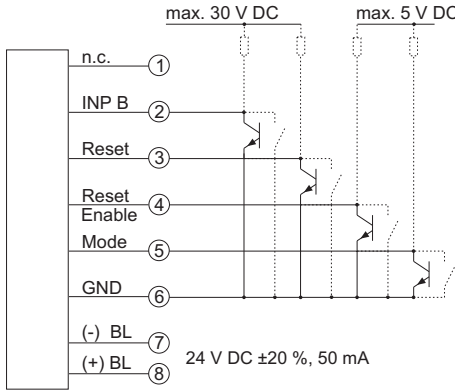 max. 30 V DC
max. 5 V DC
n.c. 1
INP B 2
Reset 3
Reset
Enable 4
Mode 5
GND 6
(-) BL 7
(+) BL 8
24 V DC ±20 %, 50 mA